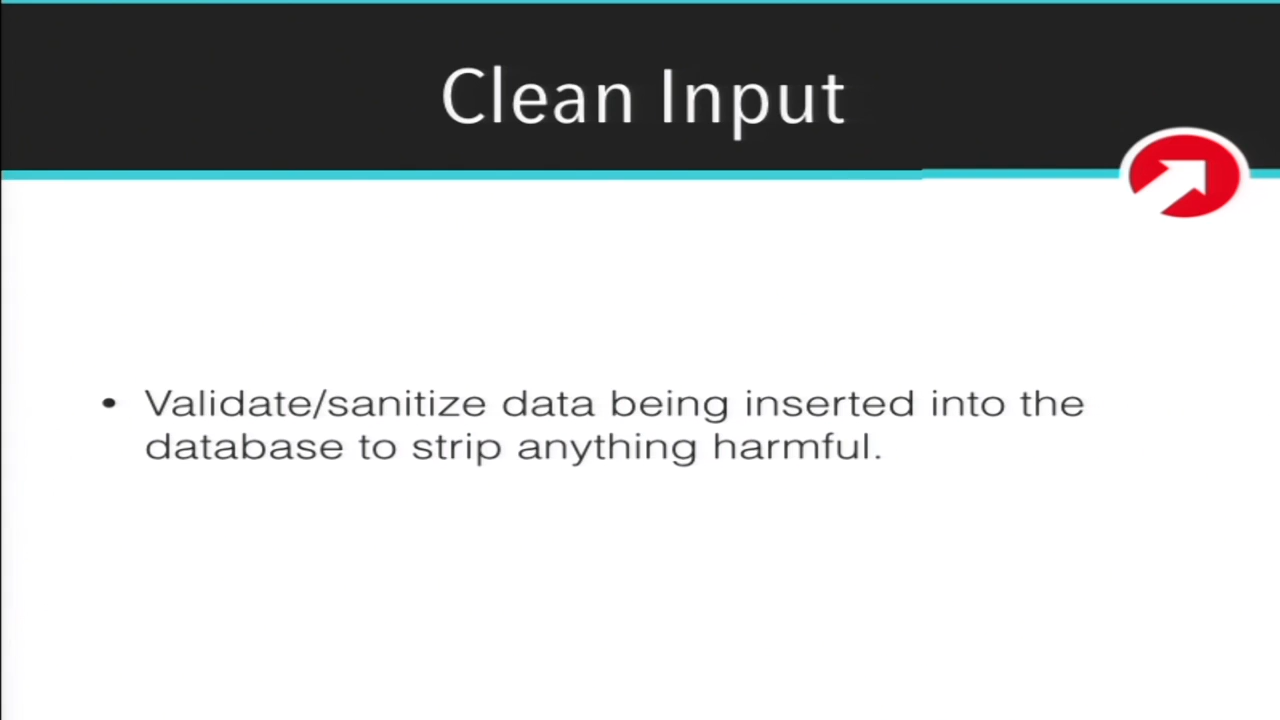 Clean Input
• Validate/sanitize data being inserted into the
database to strip anything harmful.